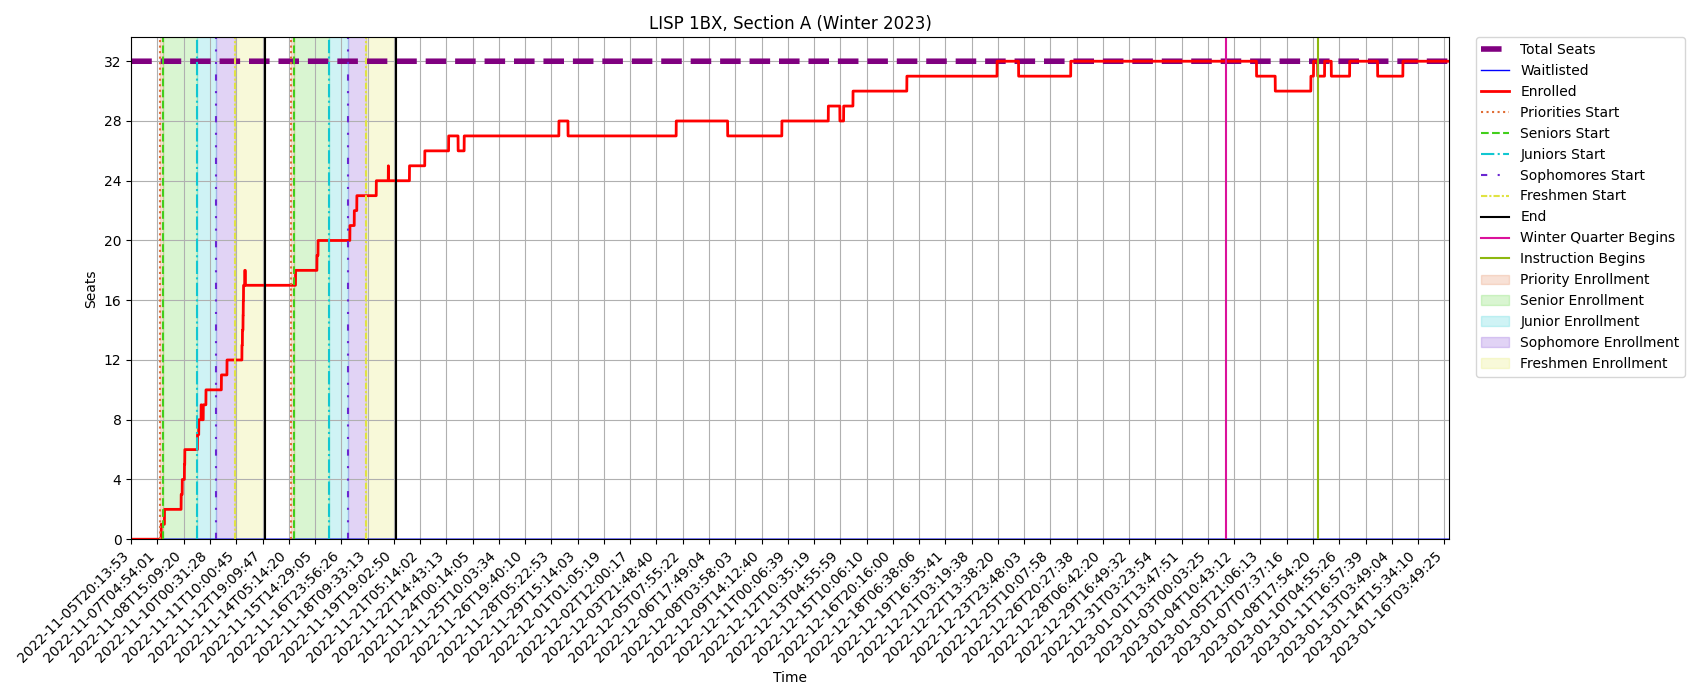 LISP 1BX, Section A (Winter 2023)
Total Seats
Waitlisted
Enrolled
Priorities Start
Seniors Start
Juniors Start
Sophomores Start
Freshmen Start
End
Winter Quarter Begins
Instruction Begins
Priority Enrollment
Senior Enrollment
Junior Enrollment
Sophomore Enrollment
Freshmen Enrollment
Seats
32
28
24
20
16
12
8
4
0
2022-11-05T20:13:53
2022-11-07T04:54:01
2022-11-08T15:09:20
2022-11-10T00:31:28
2022-11-11T10:00:45
2022-11-12T19:09:47
2022-11-14T05:14:20
2022-11-15T14:29:05
2022-11-16T23:56:26
2022-11-18T09:33:13
2022-11-19T19:02:50
2022-11-21T05:14:02
2022-11-22T14:43:13
2022-11-24T00:14:05
2022-11-25T10:03:34
2022-11-26T19:40:10
2022-11-28T05:22:53
2022-11-29T15:14:03
2022-12-01T01:05:19
2022-12-02T12:00:17
2022-12-03T21:48:40
2022-12-05T07:55:22
2022-12-06T17:49:04
2022-12-08T03:58:03
2022-12-09T14:12:40
2022-12-11T00:06:39
2022-12-12T10:35:19
2022-12-13T04:55:59
2022-12-15T10:06:10
2022-12-16T20:16:00
2022-12-18T06:38:06
2022-12-19T16:35:41
2022-12-21T03:19:38
2022-12-22T13:38:20
2022-12-23T23:48:03
2022-12-25T10:07:58
2022-12-26T20:27:38
2022-12-28T06:42:20
2022-12-29T16:49:32
2022-12-31T03:23:54
2023-01-01T13:47:51
2023-01-03T00:03:25
2023-01-04T10:43:12
2023-01-05T21:06:13
2023-01-07T07:37:16
2023-01-08T17:54:20
2023-01-10T04:55:26
2023-01-11T16:57:39
2023-01-13T03:49:04
2023-01-14T15:34:10
2023-01-16T03:49:25
Time